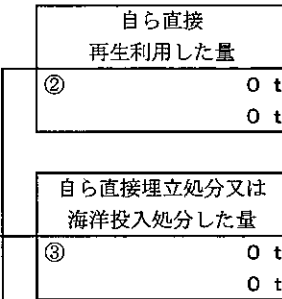 自ら直接
再生利用した量
② 0 t
0 t
自ら直接埋立処分又は
海洋投入処分した量
③ 0 t
0 t